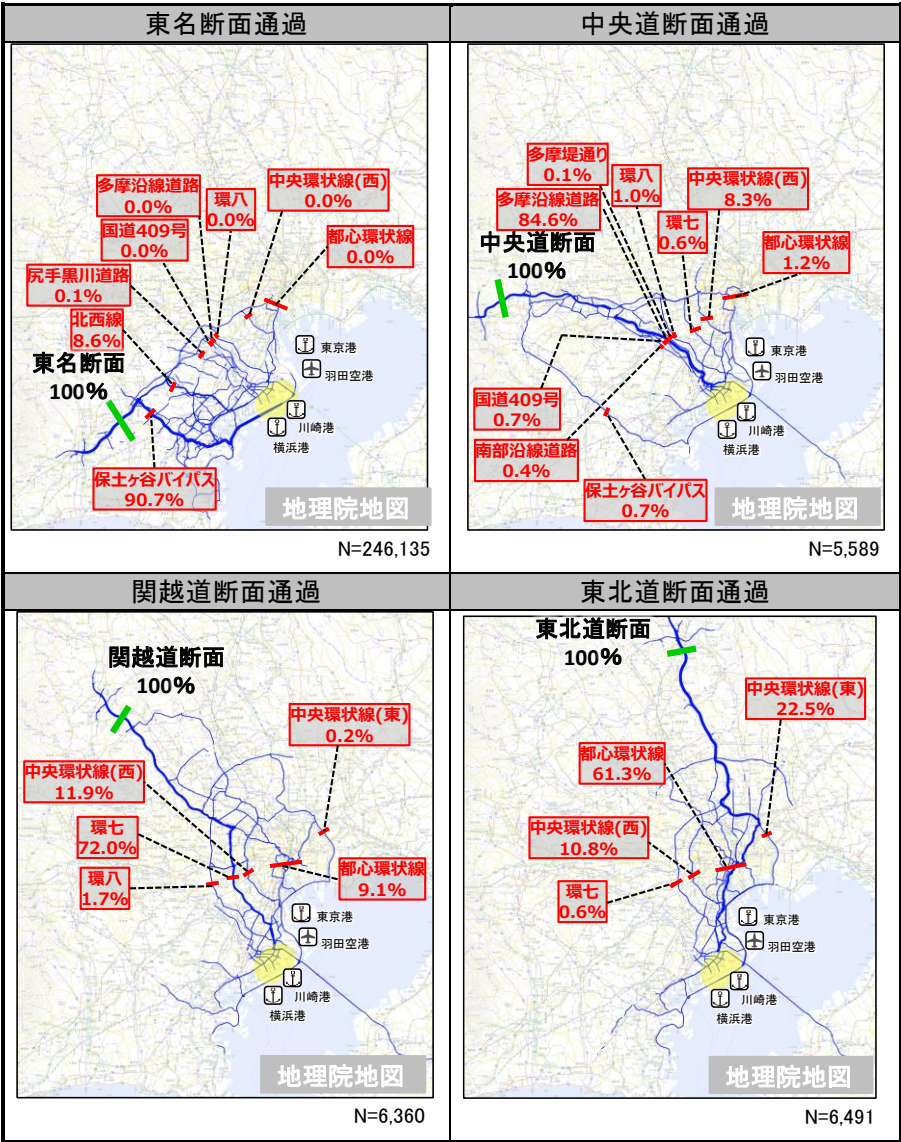 東名断面通過
多摩沿線道路
0.0%
環八
0.0%
中央環状線(西)
0.0%
国道409号
0.0%
都心環状線
0.0%
尻手黒川道路
0.1%
北西線
8.6%
東名断面
100%
東京港
羽田空港
川崎港
横浜港
保土ヶ谷バイパス
90.7%
地理院地図
N=246,135
中央道断面通過
多摩堤通り
0.1%
環八
1.0%
中央環状線(西)
8.3%
多摩沿線道路
84.6%
環七
0.6%
都心環状線
1.2%
中央道断面
100%
東京港
羽田空港
国道409号
0.7%
川崎港
横浜港
南部沿線道路
0.4%
保土ヶ谷バイパス
0.7%
地理院地図
N=5,589
関越道断面通過
関越道断面
100%
中央環状線(東)
0.2%
中央環状線(西)
11.9%
環七
72.0%
都心環状線
9.1%
環八
1.7%
東京港
羽田空港
川崎港
横浜港
地理院地図
N=6,360
東北道断面通過
東北道断面
100%
中央環状線(東)
22.5%
都心環状線
61.3%
中央環状線(西)
10.8%
環七
0.6%
東京港
羽田空港
川崎港
横浜港
地理院地図
N=6,491